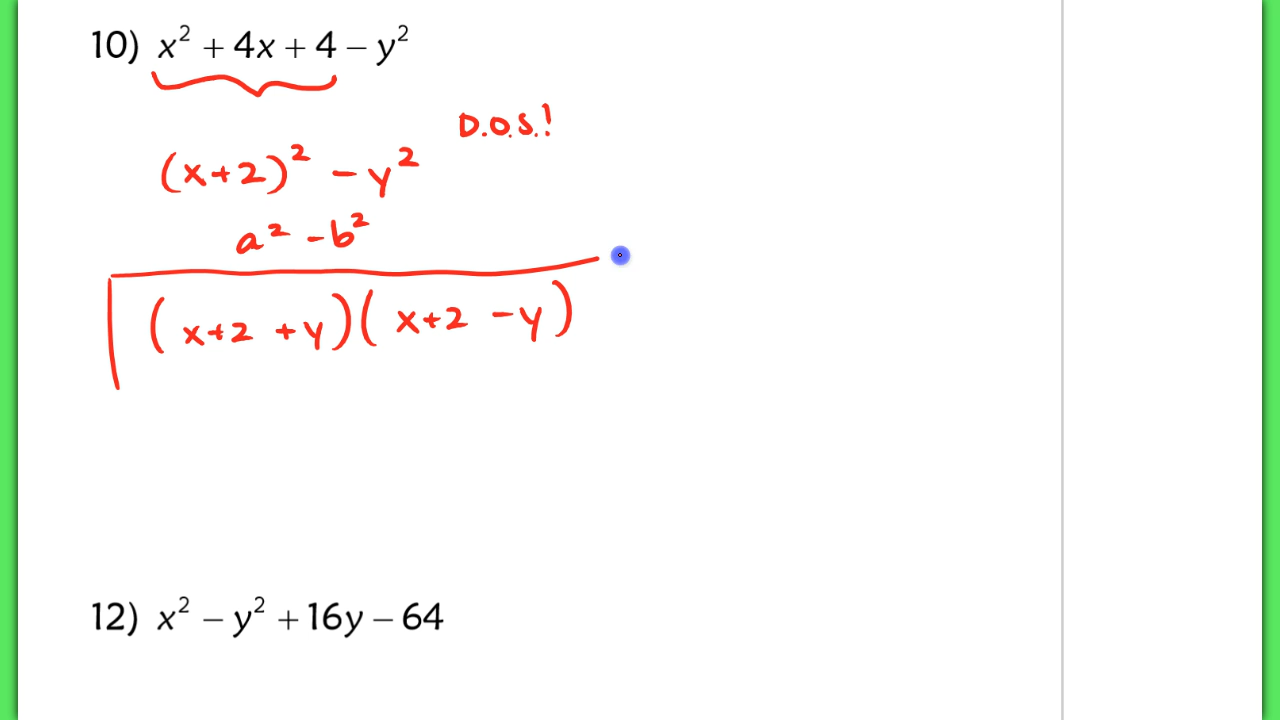 10) x² + 4x + 4 − y²
D.O.S.!
(x+2)² − y²
a² − b²
(x+2 +y)(x+2 −y)
12) x² − y² + 16y − 64